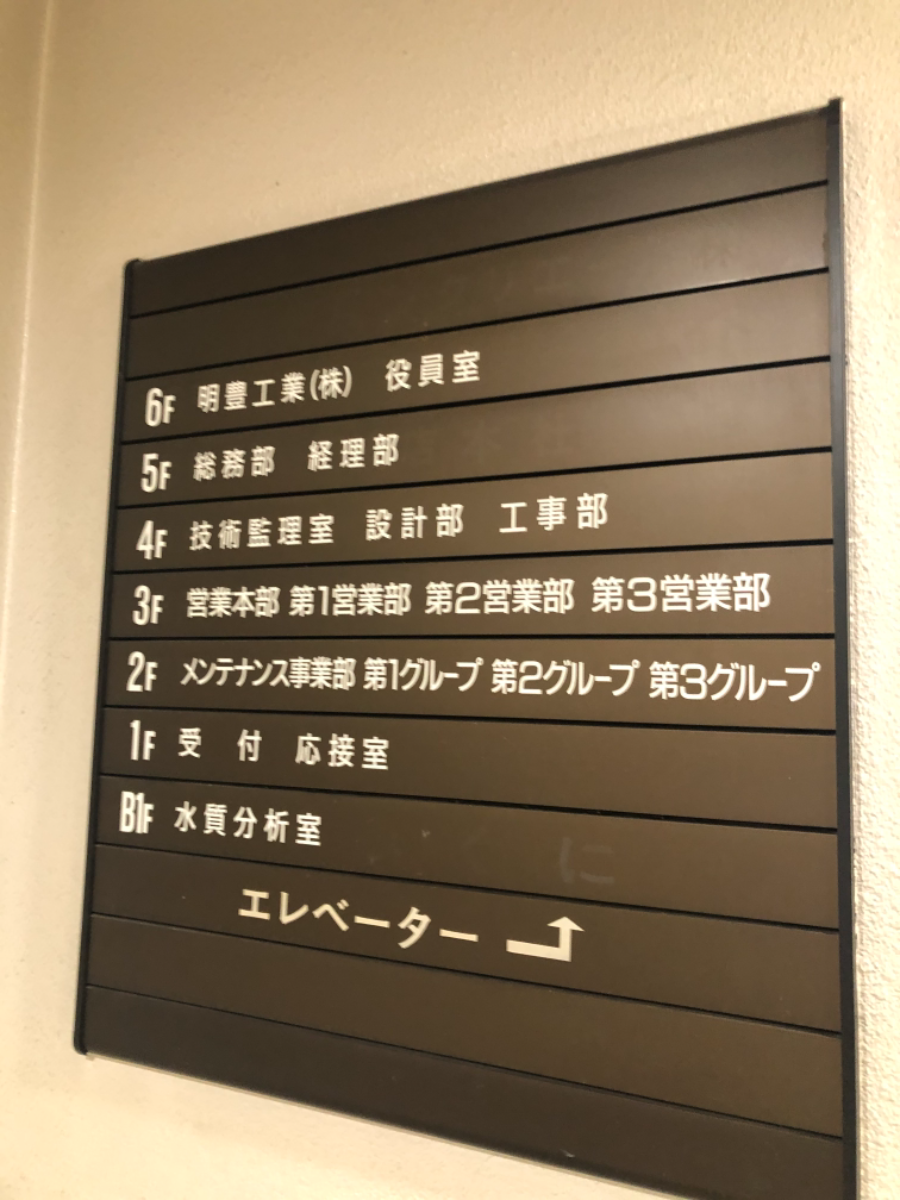 6F 明豊工業(株) 役員室
5F 総務部 経理部
4F 技術監理室 設計部 工事部
3F 営業本部 第1営業部 第2営業部 第3営業部
2F メンテナンス事業部 第1グループ 第2グループ 第3グループ
1F 受 付 応接室
B1F 水質分析室
エレベーター